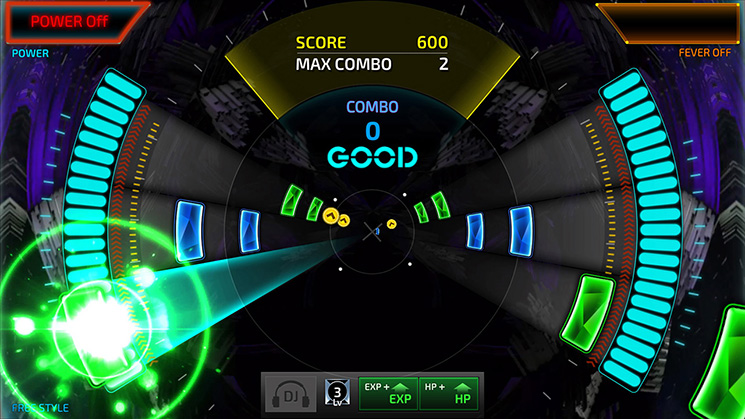 POWER Off
POWER
FEVER OFF
SCORE 600
MAX COMBO 2
COMBO
0
GOOD
DJ
3
Lv
EXP +
EXP
HP +
HP
FREE STYLE